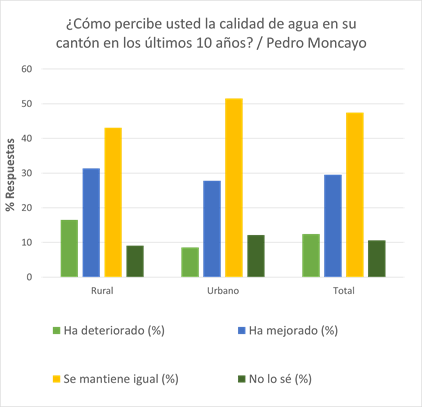 ¿Cómo percibe usted la calidad de agua en su
cantón en los últimos 10 años? / Pedro Moncayo
60
50
40
30
20
10
0
% Respuestas
Rural
Urbano
Total
Ha deteriorado (%)
Ha mejorado (%)
Se mantiene igual (%)
No lo sé (%)